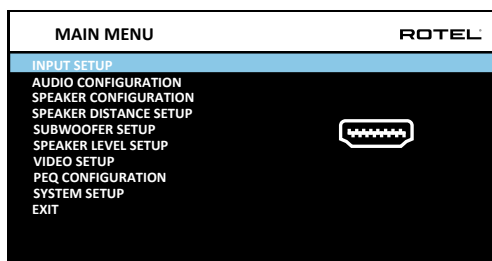 MAIN MENU
ROTEL
INPUT SETUP
AUDIO CONFIGURATION
SPEAKER CONFIGURATION
SPEAKER DISTANCE SETUP
SUBWOOFER SETUP
SPEAKER LEVEL SETUP
VIDEO SETUP
PEQ CONFIGURATION
SYSTEM SETUP
EXIT